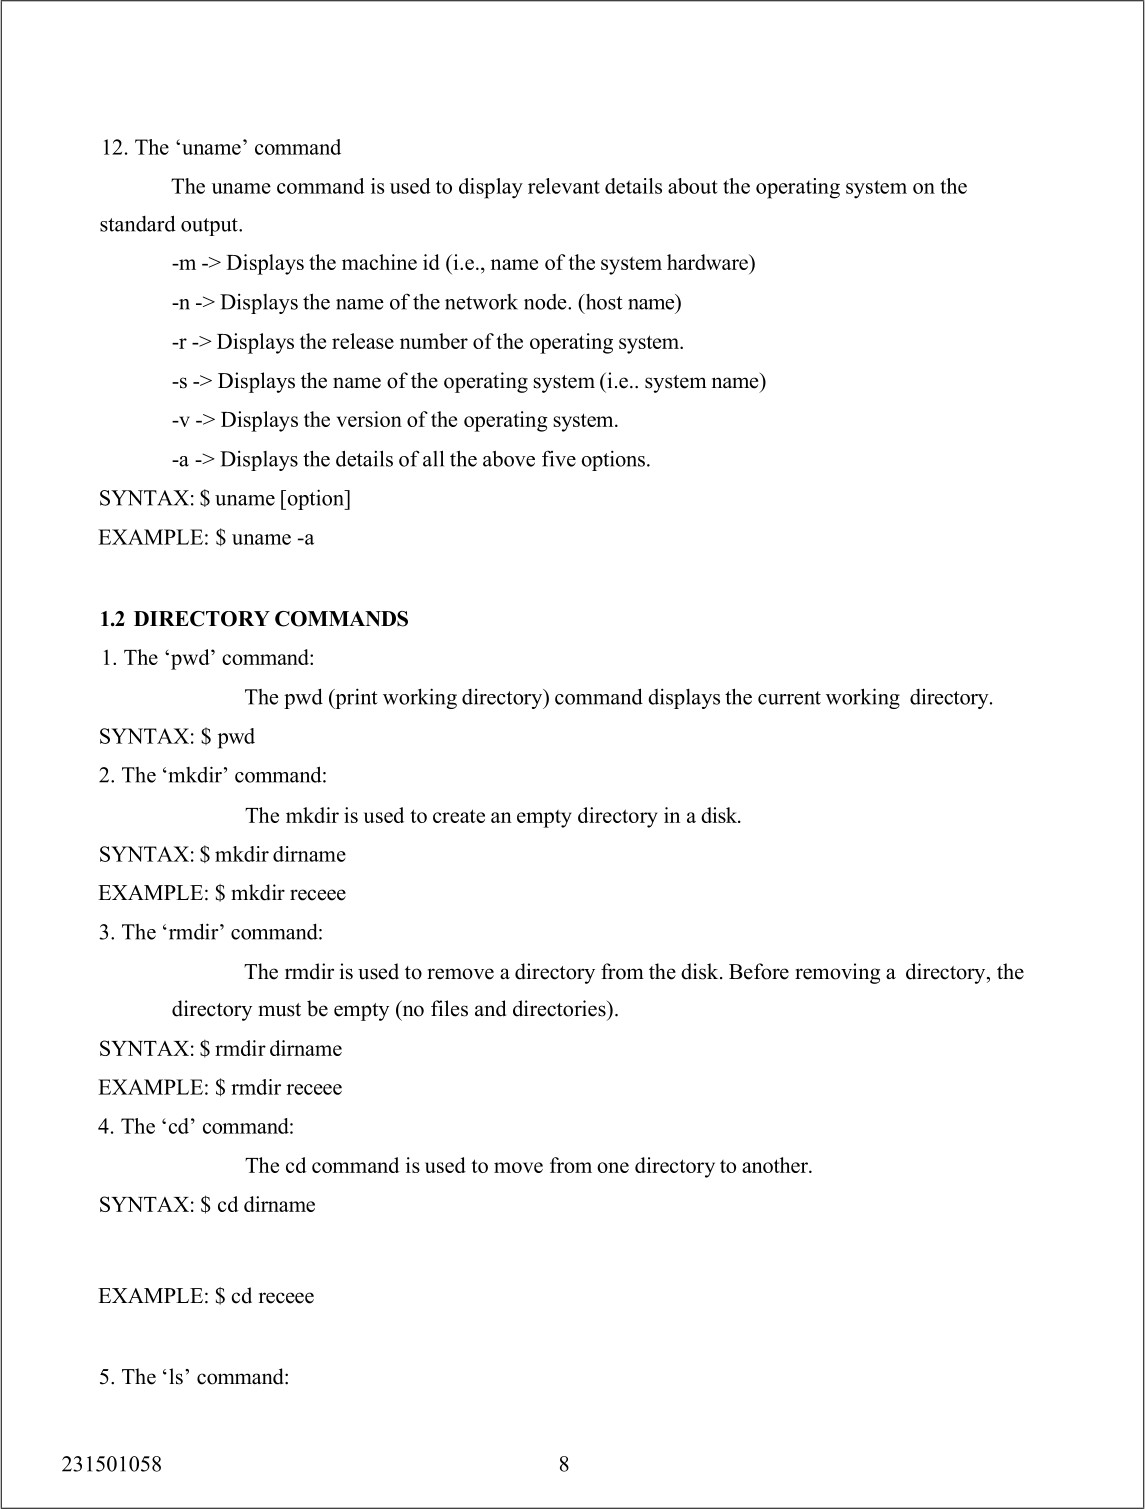 12. The ‘uname’ command
The uname command is used to display relevant details about the operating system on the
standard output.
-m -> Displays the machine id (i.e., name of the system hardware)
-n -> Displays the name of the network node. (host name)
-r -> Displays the release number of the operating system.
-s -> Displays the name of the operating system (i.e.. system name)
-v -> Displays the version of the operating system.
-a -> Displays the details of all the above five options.
SYNTAX: $ uname [option]
EXAMPLE: $ uname -a
1.2 DIRECTORY COMMANDS
1. The ‘pwd’ command:
The pwd (print working directory) command displays the current working directory.
SYNTAX: $ pwd
2. The ‘mkdir’ command:
The mkdir is used to create an empty directory in a disk.
SYNTAX: $ mkdir dirname
EXAMPLE: $ mkdir receee
3. The ‘rmdir’ command:
The rmdir is used to remove a directory from the disk. Before removing a directory, the
directory must be empty (no files and directories).
SYNTAX: $ rmdir dirname
EXAMPLE: $ rmdir receee
4. The ‘cd’ command:
The cd command is used to move from one directory to another.
SYNTAX: $ cd dirname
EXAMPLE: $ cd receee
5. The ‘ls’ command:
231501058 8